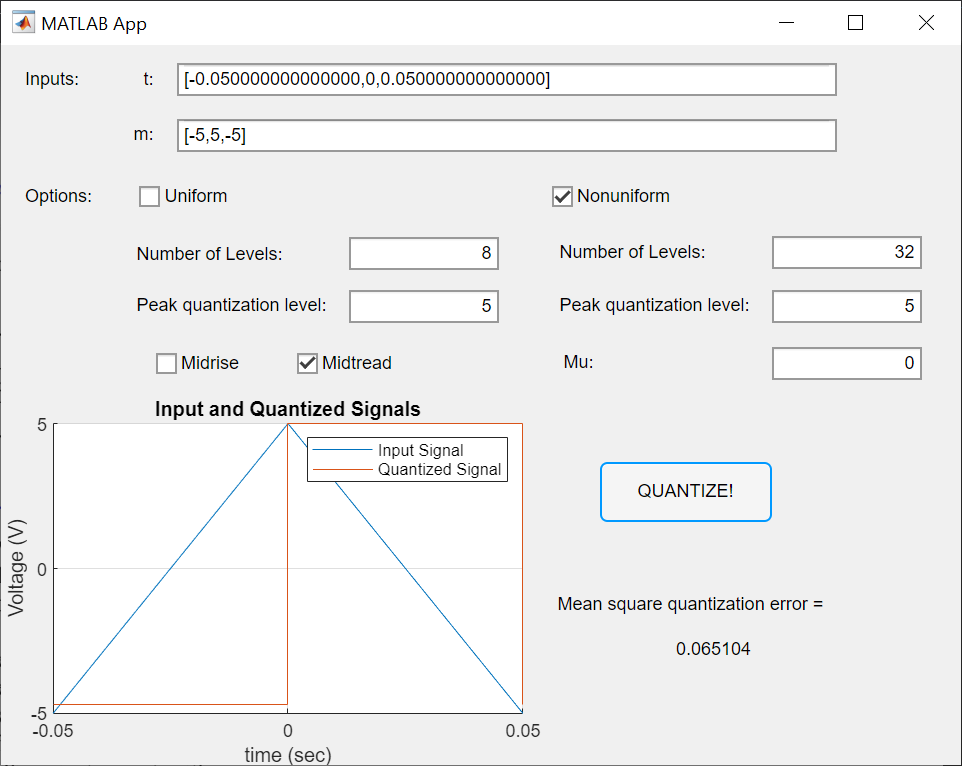 MATLAB App
Inputs: t: [-0.050000000000000,0,0.050000000000000]
m: [-5,5,-5]
Options: Uniform Nonuniform
Number of Levels: 8 Number of Levels: 32
Peak quantization level: 5 Peak quantization level: 5
Midrise Midtread Mu: 0
Input and Quantized Signals
5
Input Signal
Quantized Signal
QUANTIZE!
Voltage (V)
0
Mean square quantization error =
0.065104
-5
-0.05 0 0.05
time (sec)